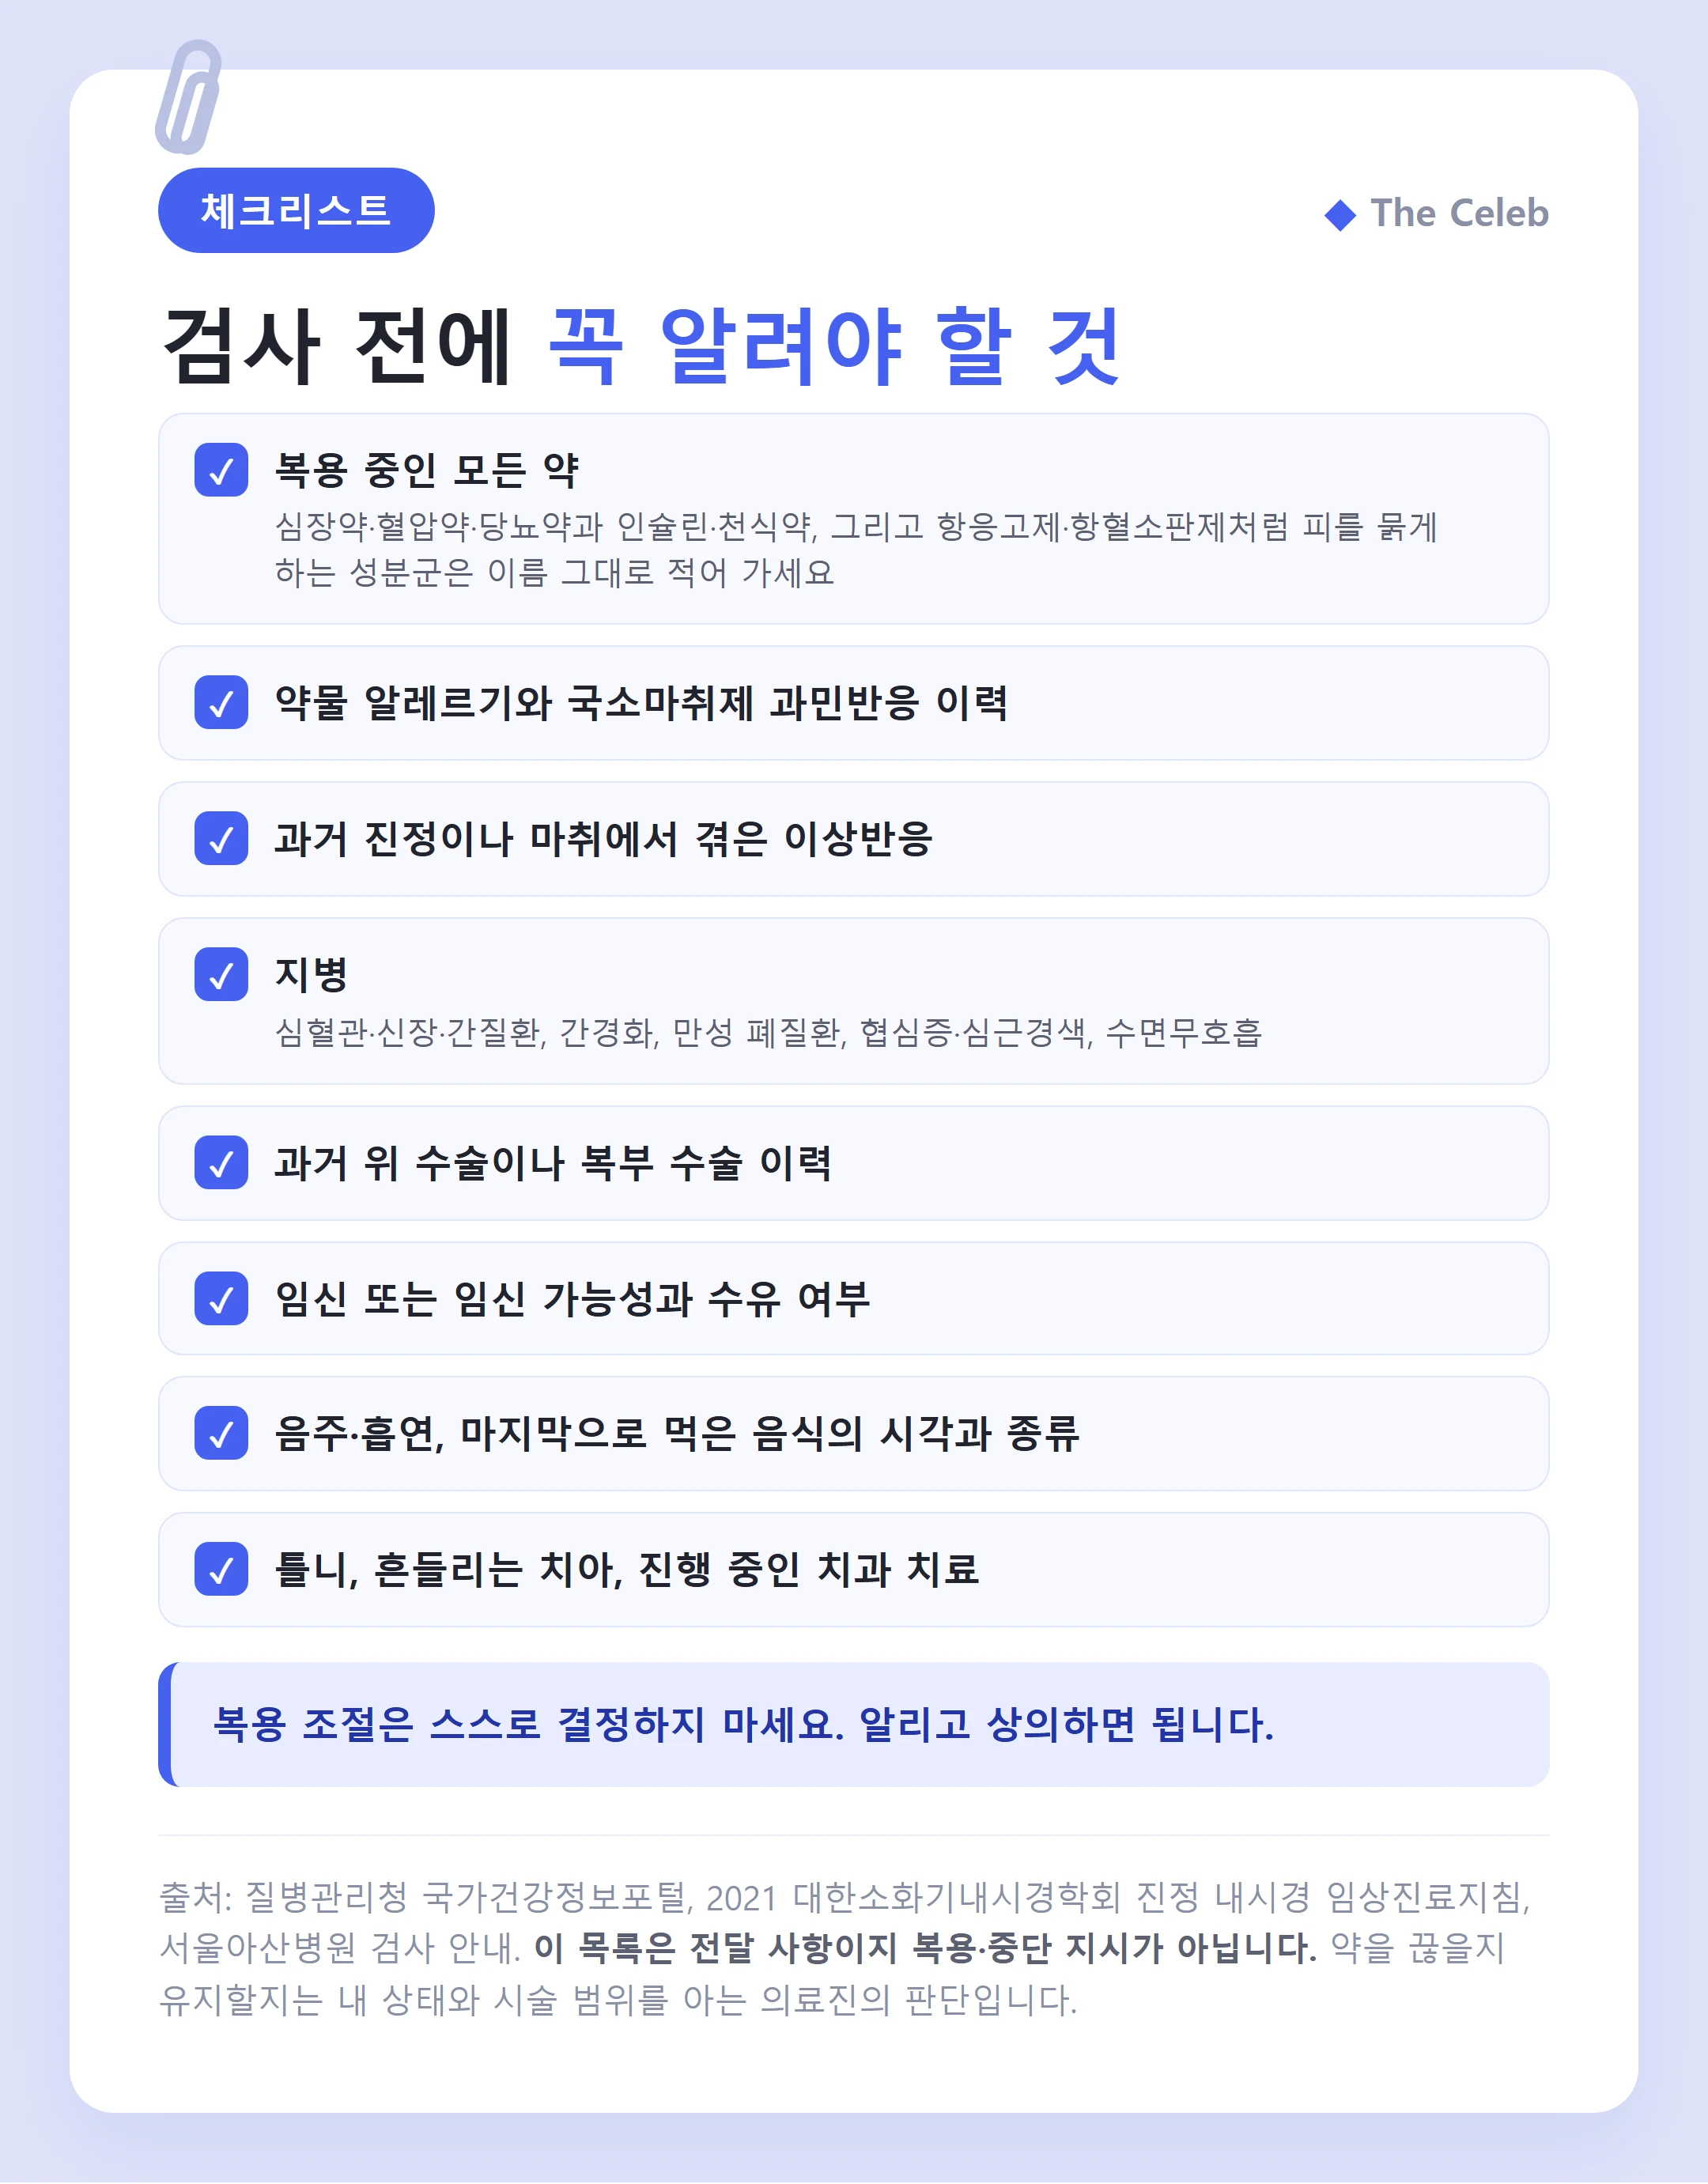 체크리스트
◆ The Celeb
검사 전에 꼭 알려야 할 것
복용 중인 모든 약
심장약·혈압약·당뇨약과 인슐린·천식약, 그리고 항응고제·항혈소판제처럼 피를 묽게
하는 성분군은 이름 그대로 적어 가세요
약물 알레르기와 국소마취제 과민반응 이력
과거 진정이나 마취에서 겪은 이상반응
지병
심혈관·신장·간질환, 간경화, 만성 폐질환, 협심증·심근경색, 수면무호흡
과거 위 수술이나 복부 수술 이력
임신 또는 임신 가능성과 수유 여부
음주·흡연, 마지막으로 먹은 음식의 시각과 종류
틀니, 흔들리는 치아, 진행 중인 치과 치료
복용 조절은 스스로 결정하지 마세요. 알리고 상의하면 됩니다.
출처: 질병관리청 국가건강정보포털, 2021 대한소화기내시경학회 진정 내시경 임상진료지침,
서울아산병원 검사 안내. 이 목록은 전달 사항이지 복용·중단 지시가 아닙니다. 약을 끊을지
유지할지는 내 상태와 시술 범위를 아는 의료진의 판단입니다.